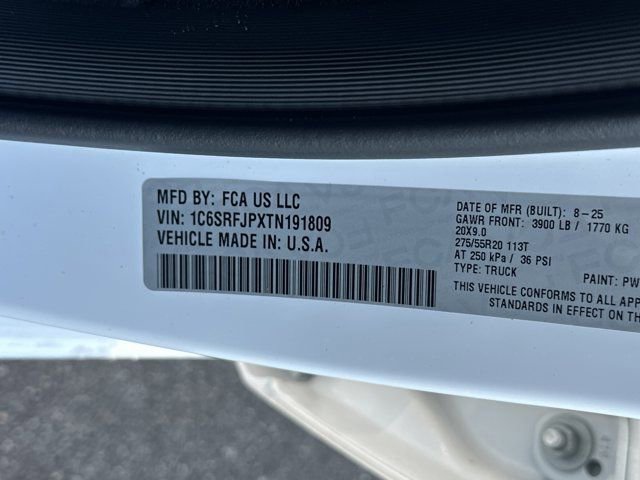 MFD BY: FCA US LLC
VIN: 1C6SRFJPXTN191809
VEHICLE MADE IN: U.S.A.
DATE OF MFR (BUILT): 8-25
GAWR FRONT: 3900 LB / 1770 KG
20X9.0
275/55R20 113T
AT 250 kPa / 36 PSI
TYPE: TRUCK
PAINT: PW
THIS VEHICLE CONFORMS TO ALL APP
STANDARDS IN EFFECT ON TH